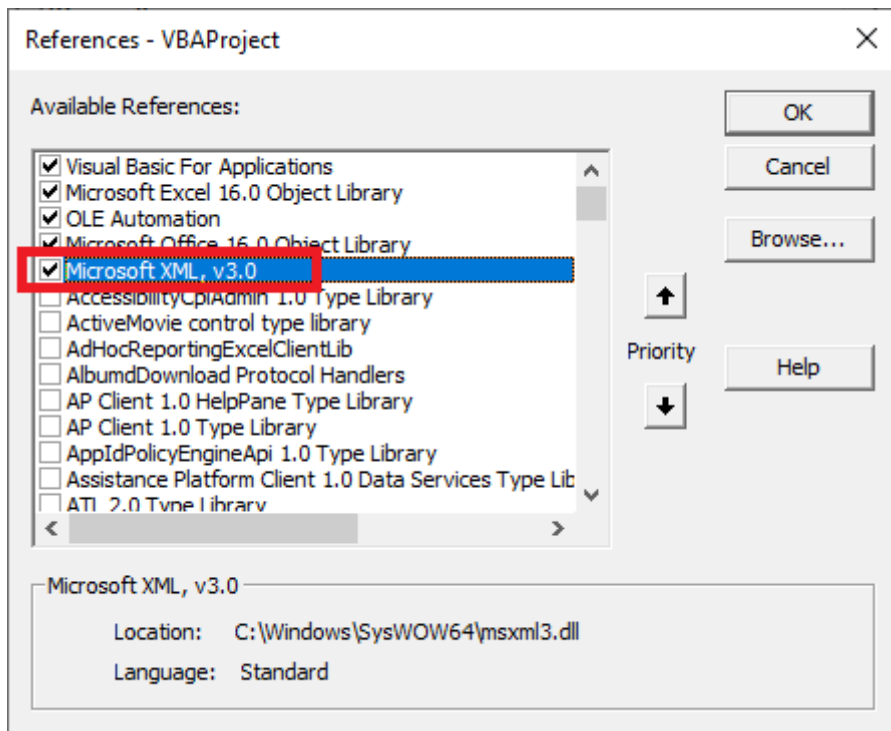 References - VBAProject
Available References:
OK
Cancel
Browse...
Help
Visual Basic For Applications
Microsoft Excel 16.0 Object Library
OLE Automation
Microsoft Office 16.0 Object Library
Microsoft XML, v3.0
AccessibilityCplAdmin 1.0 Type Library
ActiveMovie control type library
AdHocReportingExcelClientLib
AlbumdDownload Protocol Handlers
AP Client 1.0 HelpPane Type Library
AP Client 1.0 Type Library
AppIdPolicyEngineApi 1.0 Type Library
Assistance Platform Client 1.0 Data Services Type Lib
ATL 2.0 Type Library
Priority
Microsoft XML, v3.0
Location: C:\Windows\SysWOW64\msxml3.dll
Language: Standard